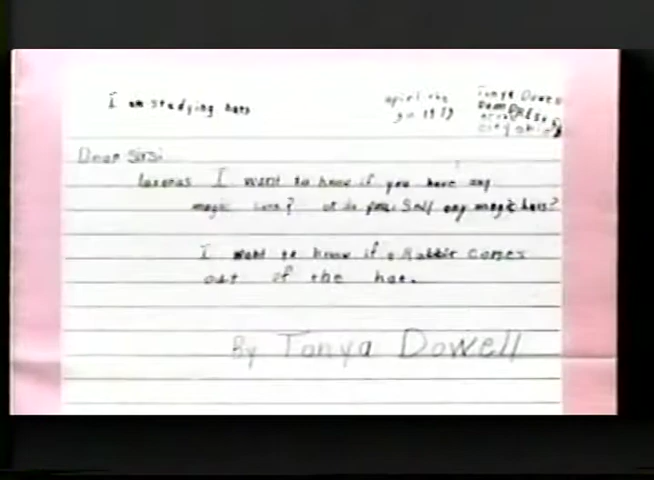 I am studying hats
Tonya
Dear Sirs:
I want to know if you have any
magic hats? or do you Sell any magic hats?
I want to know if a Rabbit comes
out of the hat.
By Tonya Dowell